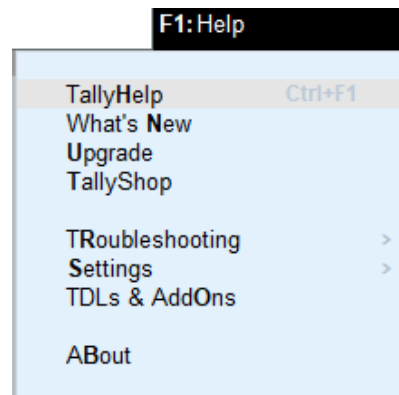 F1: Help
TallyHelp Ctrl+F1
What's New
Upgrade
TallyShop
TRoubleshooting >
Settings >
TDLs & AddOns
ABout